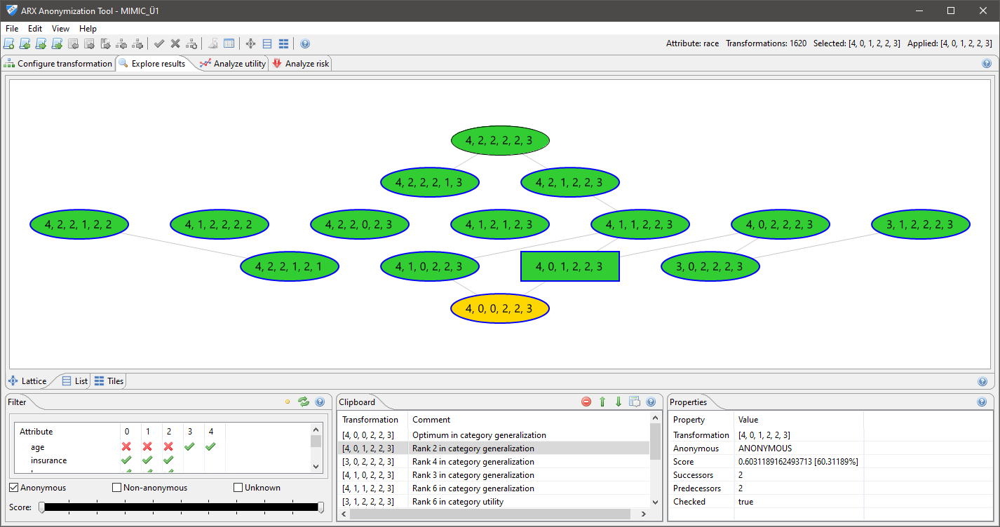 ARX Anonymization Tool - MIMIC_Ü1
File Edit View Help
Attribute: race Transformations: 1620 Selected: [4, 0, 1, 2, 2, 3] Applied: [4, 0, 1, 2, 2, 3]
Configure transformation Explore results Analyze utility Analyze risk
4, 2, 2, 2, 2, 3
4, 2, 2, 2, 1, 3 4, 2, 1, 2, 2, 3
4, 2, 2, 1, 2, 2 4, 1, 2, 2, 2, 2 4, 2, 2, 0, 2, 3 4, 1, 2, 1, 2, 3 4, 1, 1, 2, 2, 3 4, 0, 2, 2, 2, 3 3, 1, 2, 2, 2, 3
4, 2, 2, 1, 2, 1 4, 1, 0, 2, 2, 3 4, 0, 1, 2, 2, 3 3, 0, 2, 2, 2, 3
4, 0, 0, 2, 2, 3
Lattice List Tiles
Filter
Attribute 0 1 2 3 4
age
insurance
Anonymous Non-anonymous Unknown
Score:
Clipboard
Transformation Comment
[4, 0, 0, 2, 2, 3] Optimum in category generalization
[4, 0, 1, 2, 2, 3] Rank 2 in category generalization
[3, 0, 2, 2, 2, 3] Rank 4 in category generalization
[4, 1, 0, 2, 2, 3] Rank 3 in category generalization
[4, 1, 1, 2, 2, 3] Rank 6 in category generalization
[3, 1, 2, 2, 2, 3] Rank 6 in category utility
Properties
Property Value
Transformation [4, 0, 1, 2, 2, 3]
Anonymous ANONYMOUS
Score 0.6031189162493713 [60.31189%]
Successors 2
Predecessors 2
Checked true